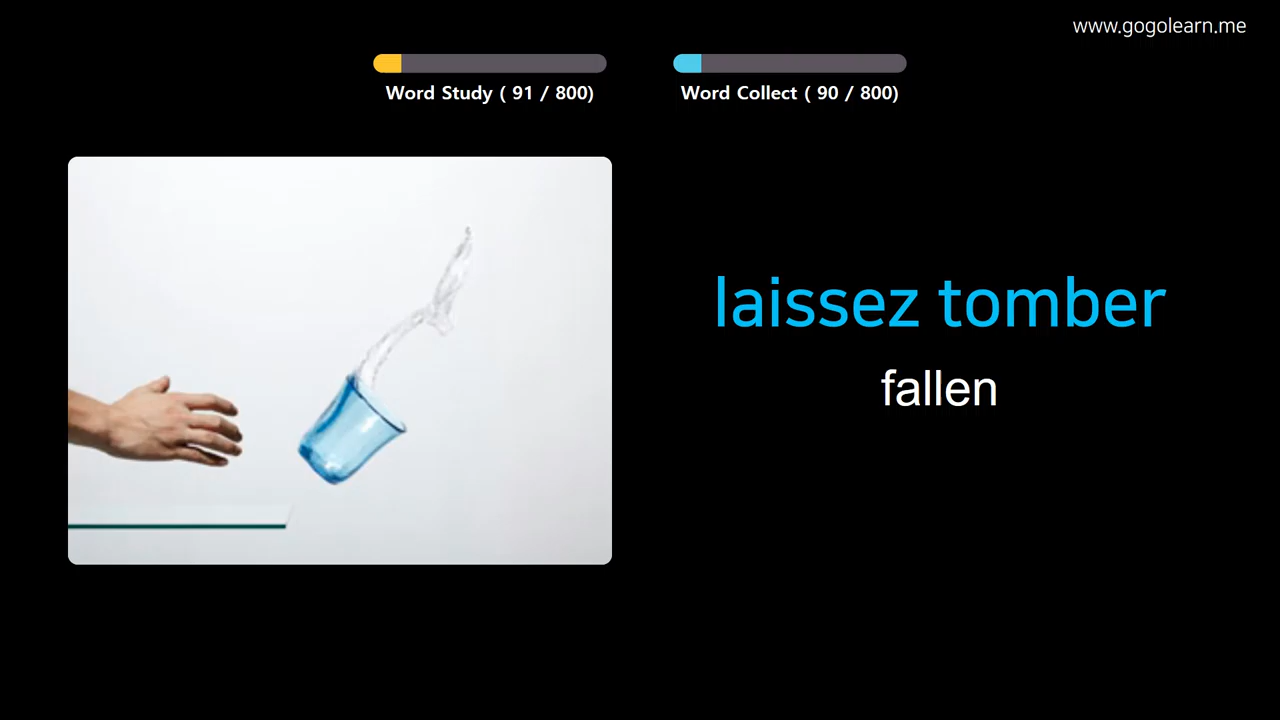 www.gogolearn.me
Word Study ( 91 / 800)
Word Collect ( 90 / 800)
laissez tomber
fallen